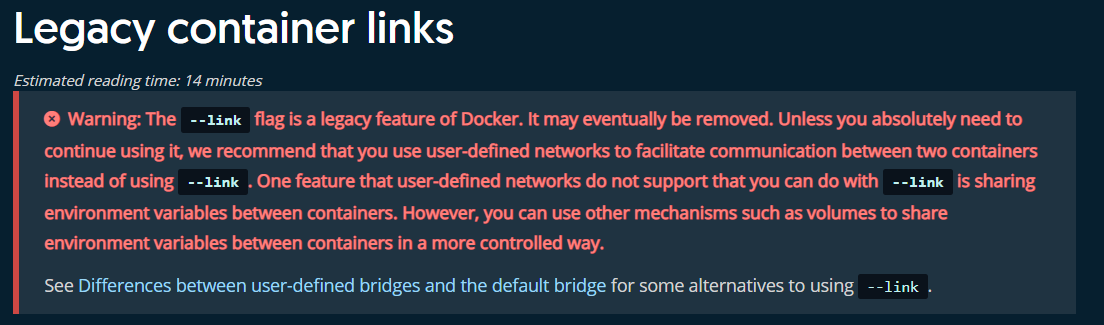 Legacy container links
Estimated reading time: 14 minutes
Warning: The --link flag is a legacy feature of Docker. It may eventually be removed. Unless you absolutely need to
continue using it, we recommend that you use user-defined networks to facilitate communication between two containers
instead of using --link. One feature that user-defined networks do not support that you can do with --link is sharing
environment variables between containers. However, you can use other mechanisms such as volumes to share
environment variables between containers in a more controlled way.
See Differences between user-defined bridges and the default bridge for some alternatives to using --link.